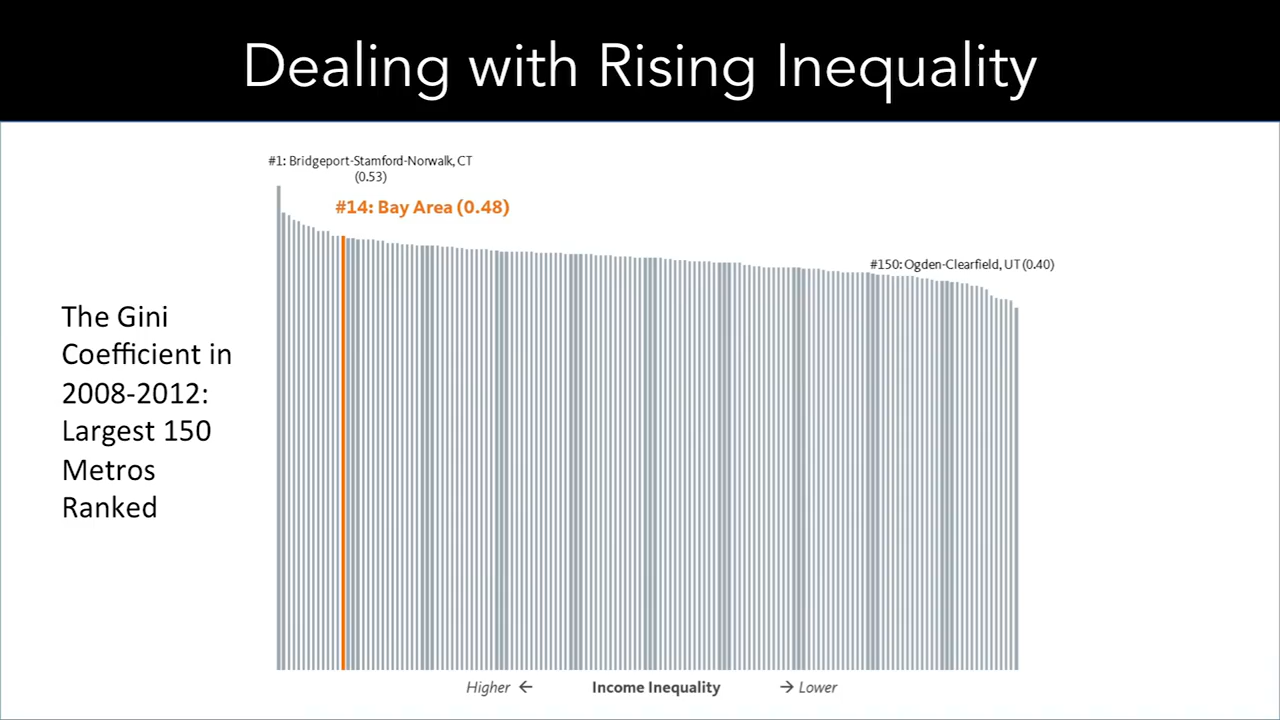 Dealing with Rising Inequality
#1: Bridgeport-Stamford-Norwalk, CT
(0.53)
#14: Bay Area (0.48)
#150: Ogden-Clearfield, UT (0.40)
The Gini
Coefficient in
2008-2012:
Largest 150
Metros
Ranked
Higher ← Income Inequality → Lower